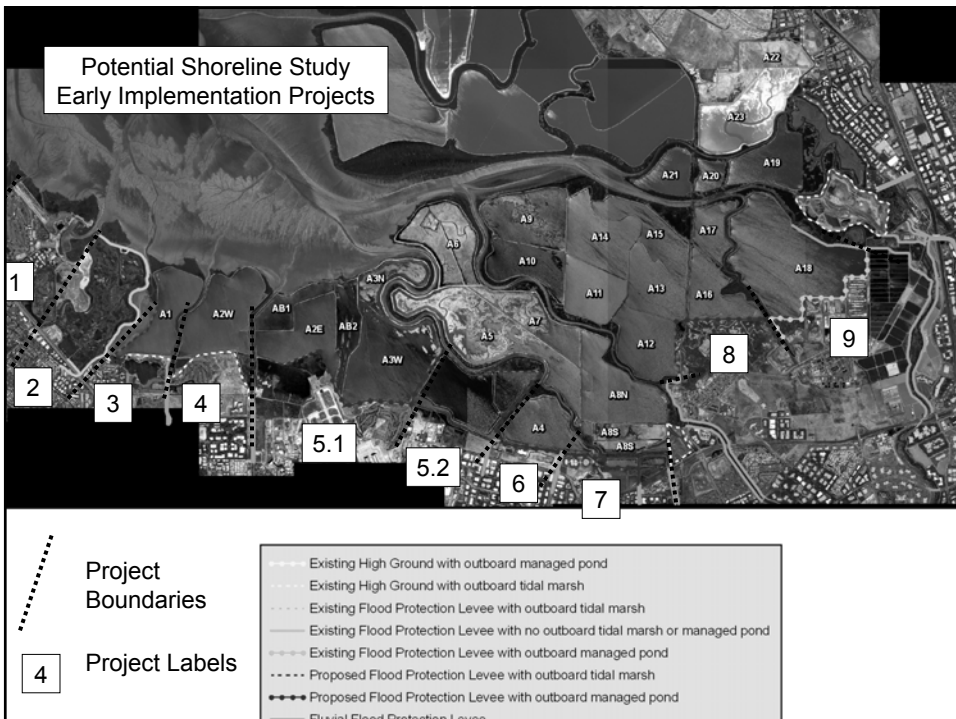 Potential Shoreline Study
Early Implementation Projects
A22
A23
A19
A21
A20
A9
A14
A15
A17
A6
A10
A18
A3N
A13
A1
A2W
AB1
A11
A16
A2E
AB2
A5
A7
A12
A3W
A8N
A4
A8S
A8S
1
2
3
4
5.1
5.2
6
7
8
9
Project
Boundaries
4
Project Labels
Existing High Ground with outboard managed pond
Existing High Ground with outboard tidal marsh
Existing Flood Protection Levee with outboard tidal marsh
Existing Flood Protection Levee with no outboard tidal marsh or managed pond
Existing Flood Protection Levee with outboard managed pond
Proposed Flood Protection Levee with outboard tidal marsh
Proposed Flood Protection Levee with outboard managed pond
Fluvial Flood Protection Levee